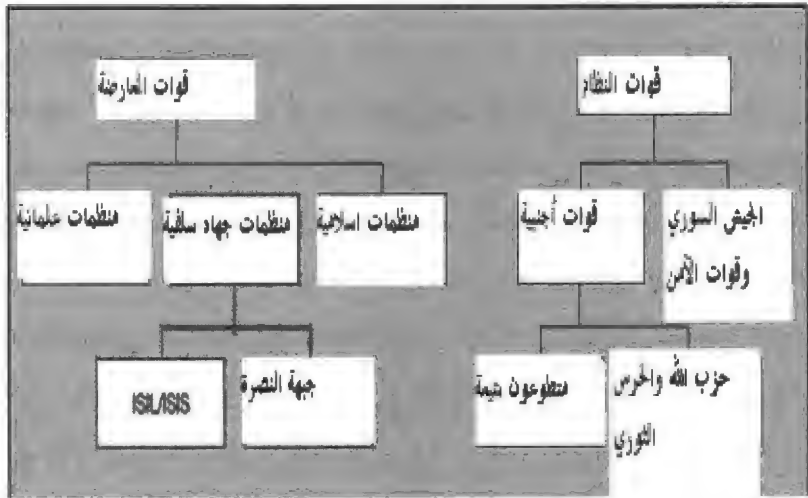 قوات النظام
قوات المعارضة
الجيش السوري
وقوات الأمن
قوات أجنبية
منظمات اسلامية
منظمات جهاد سلفية
منظمات علمانية
حزب الله والحرس
الثوري
متطوعون شيعة
جبهة النصرة
ISIL/ISIS